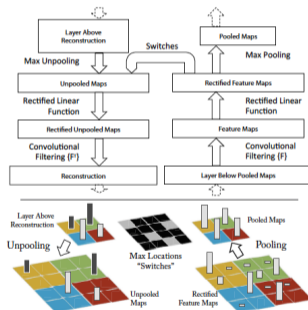 Layer Above
Reconstruction
Switches
Pooled Maps
Max Unpooling
Max Pooling
Unpooled Maps
Rectified Feature Maps
Rectified Linear
Function
Rectified Linear
Function
Rectified Unpooled Maps
Feature Maps
Convolutional
Filtering {Fᵀ}
Convolutional
Filtering {F}
Reconstruction
Layer Below Pooled Maps
Layer Above
Reconstruction
Pooled Maps
Unpooling
Max Locations
"Switches"
Pooling
Unpooled
Maps
Rectified
Feature Maps